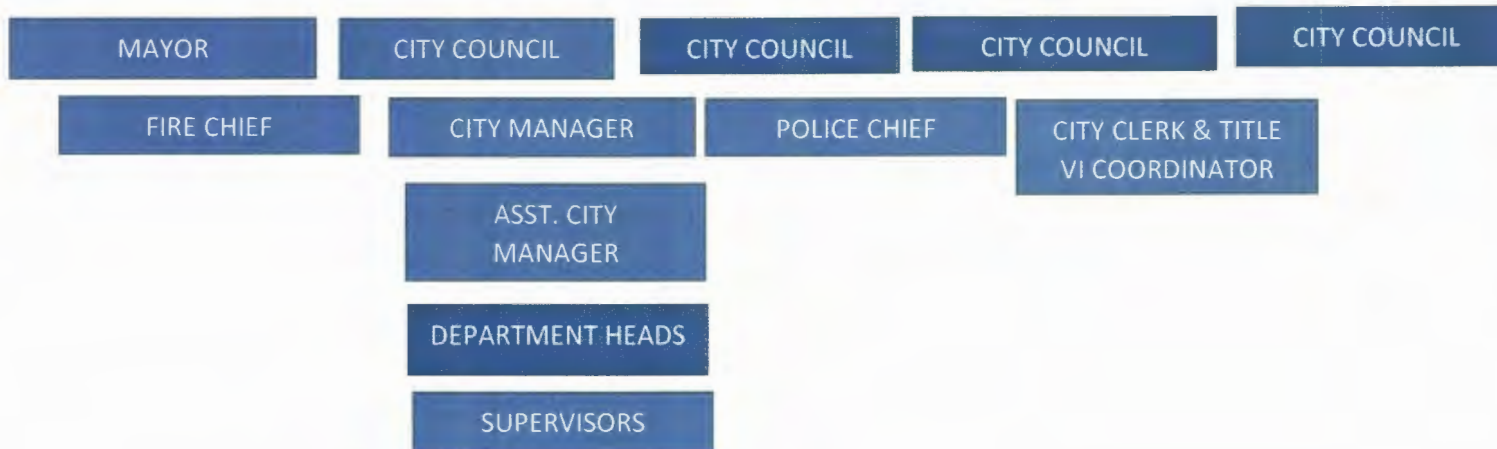 MAYOR
CITY COUNCIL
CITY COUNCIL
CITY COUNCIL
CITY COUNCIL
FIRE CHIEF
CITY MANAGER
POLICE CHIEF
CITY CLERK & TITLE
VI COORDINATOR
ASST. CITY
MANAGER
DEPARTMENT HEADS
SUPERVISORS